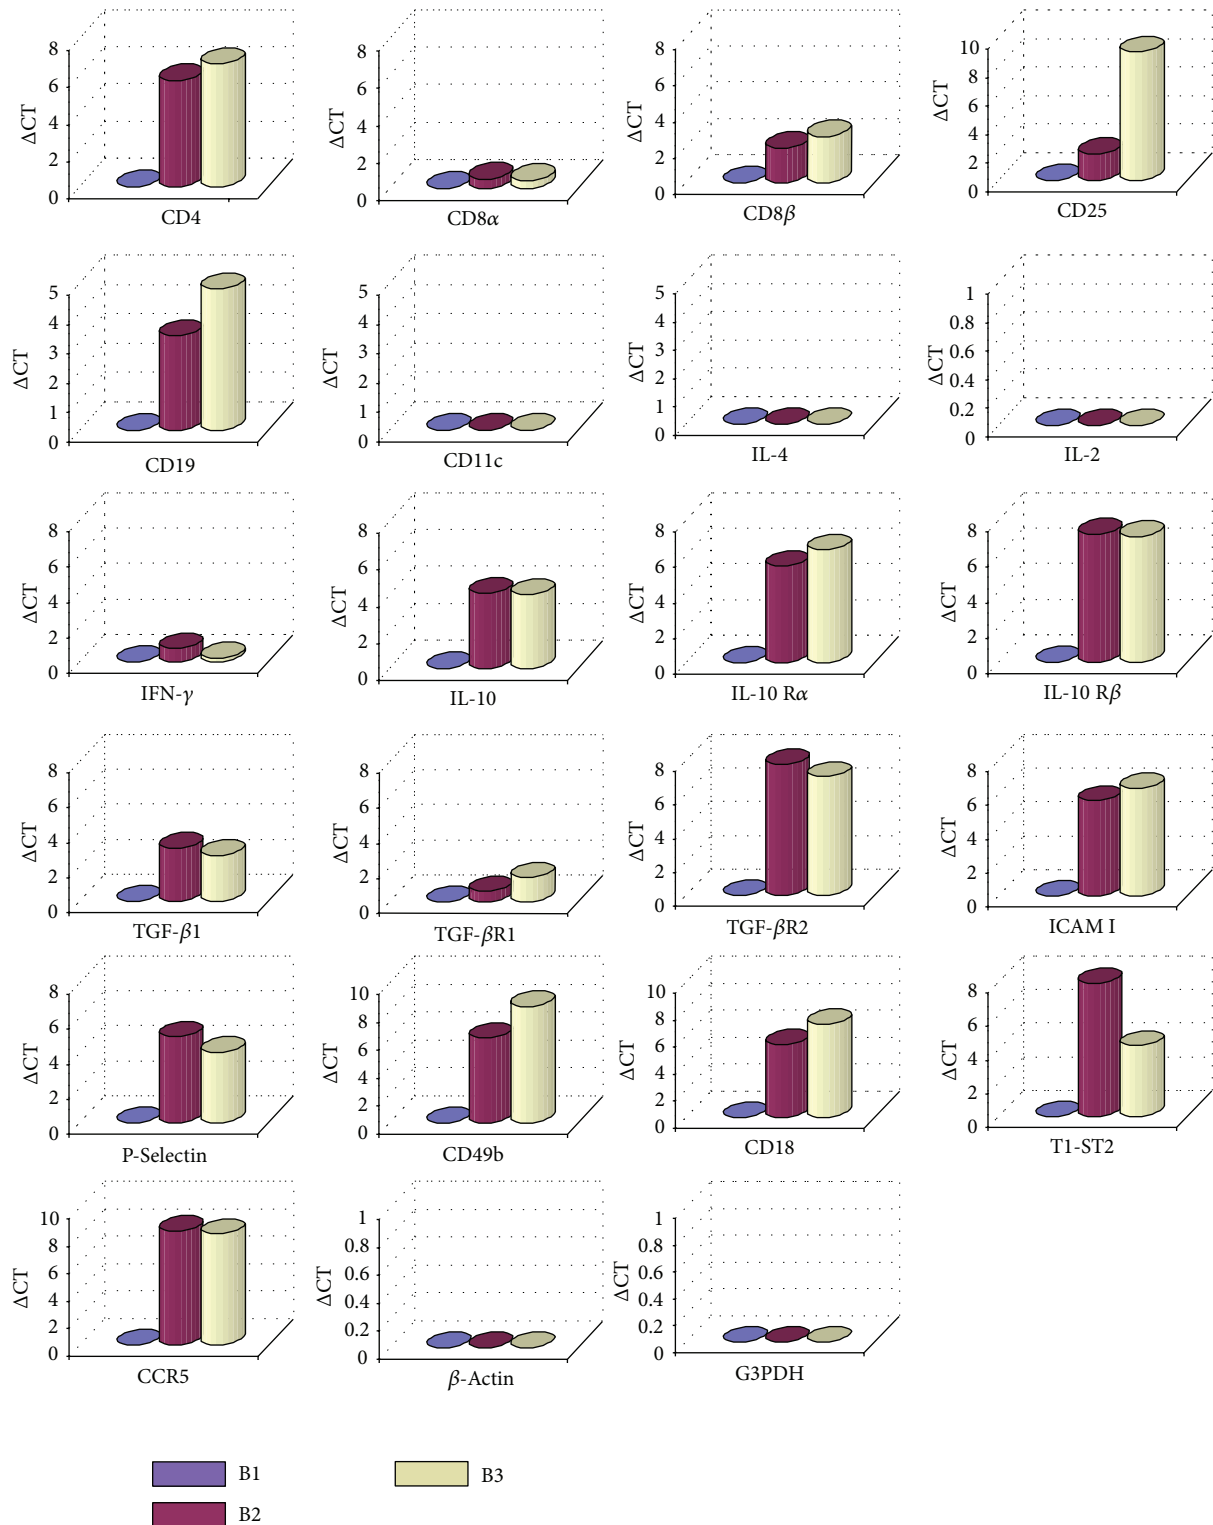 8 8 8 10
6 6 6 8
4 4 4 6
2 2 2 4
0 0 0 2
0
ΔCT ΔCT ΔCT ΔCT
CD4 CD8α CD8β CD25
5 5 5 1
4 4 4 0.8
3 3 3 0.6
2 2 2 0.4
1 1 1 0.2
0 0 0 0
ΔCT ΔCT ΔCT ΔCT
CD19 CD11c IL-4 IL-2
8 8 8 8
6 6 6 6
4 4 4 4
2 2 2 2
0 0 0 0
ΔCT ΔCT ΔCT ΔCT
IFN-γ IL-10 IL-10 Rα IL-10 Rβ
8 8 8 8
6 6 6 6
4 4 4 4
2 2 2 2
0 0 0 0
ΔCT ΔCT ΔCT ΔCT
TGF-β1 TGF-βR1 TGF-βR2 ICAM I
8 10 10 8
6 8 8 6
4 6 6 4
2 4 4 2
0 2 2 0
0 0
ΔCT ΔCT ΔCT ΔCT
P-Selectin CD49b CD18 T1-ST2
10 1 1
8 0.8 0.8
6 0.6 0.6
4 0.4 0.4
2 0.2 0.2
0 0 0
ΔCT ΔCT ΔCT
CCR5 β-Actin G3PDH
B1 B3
B2